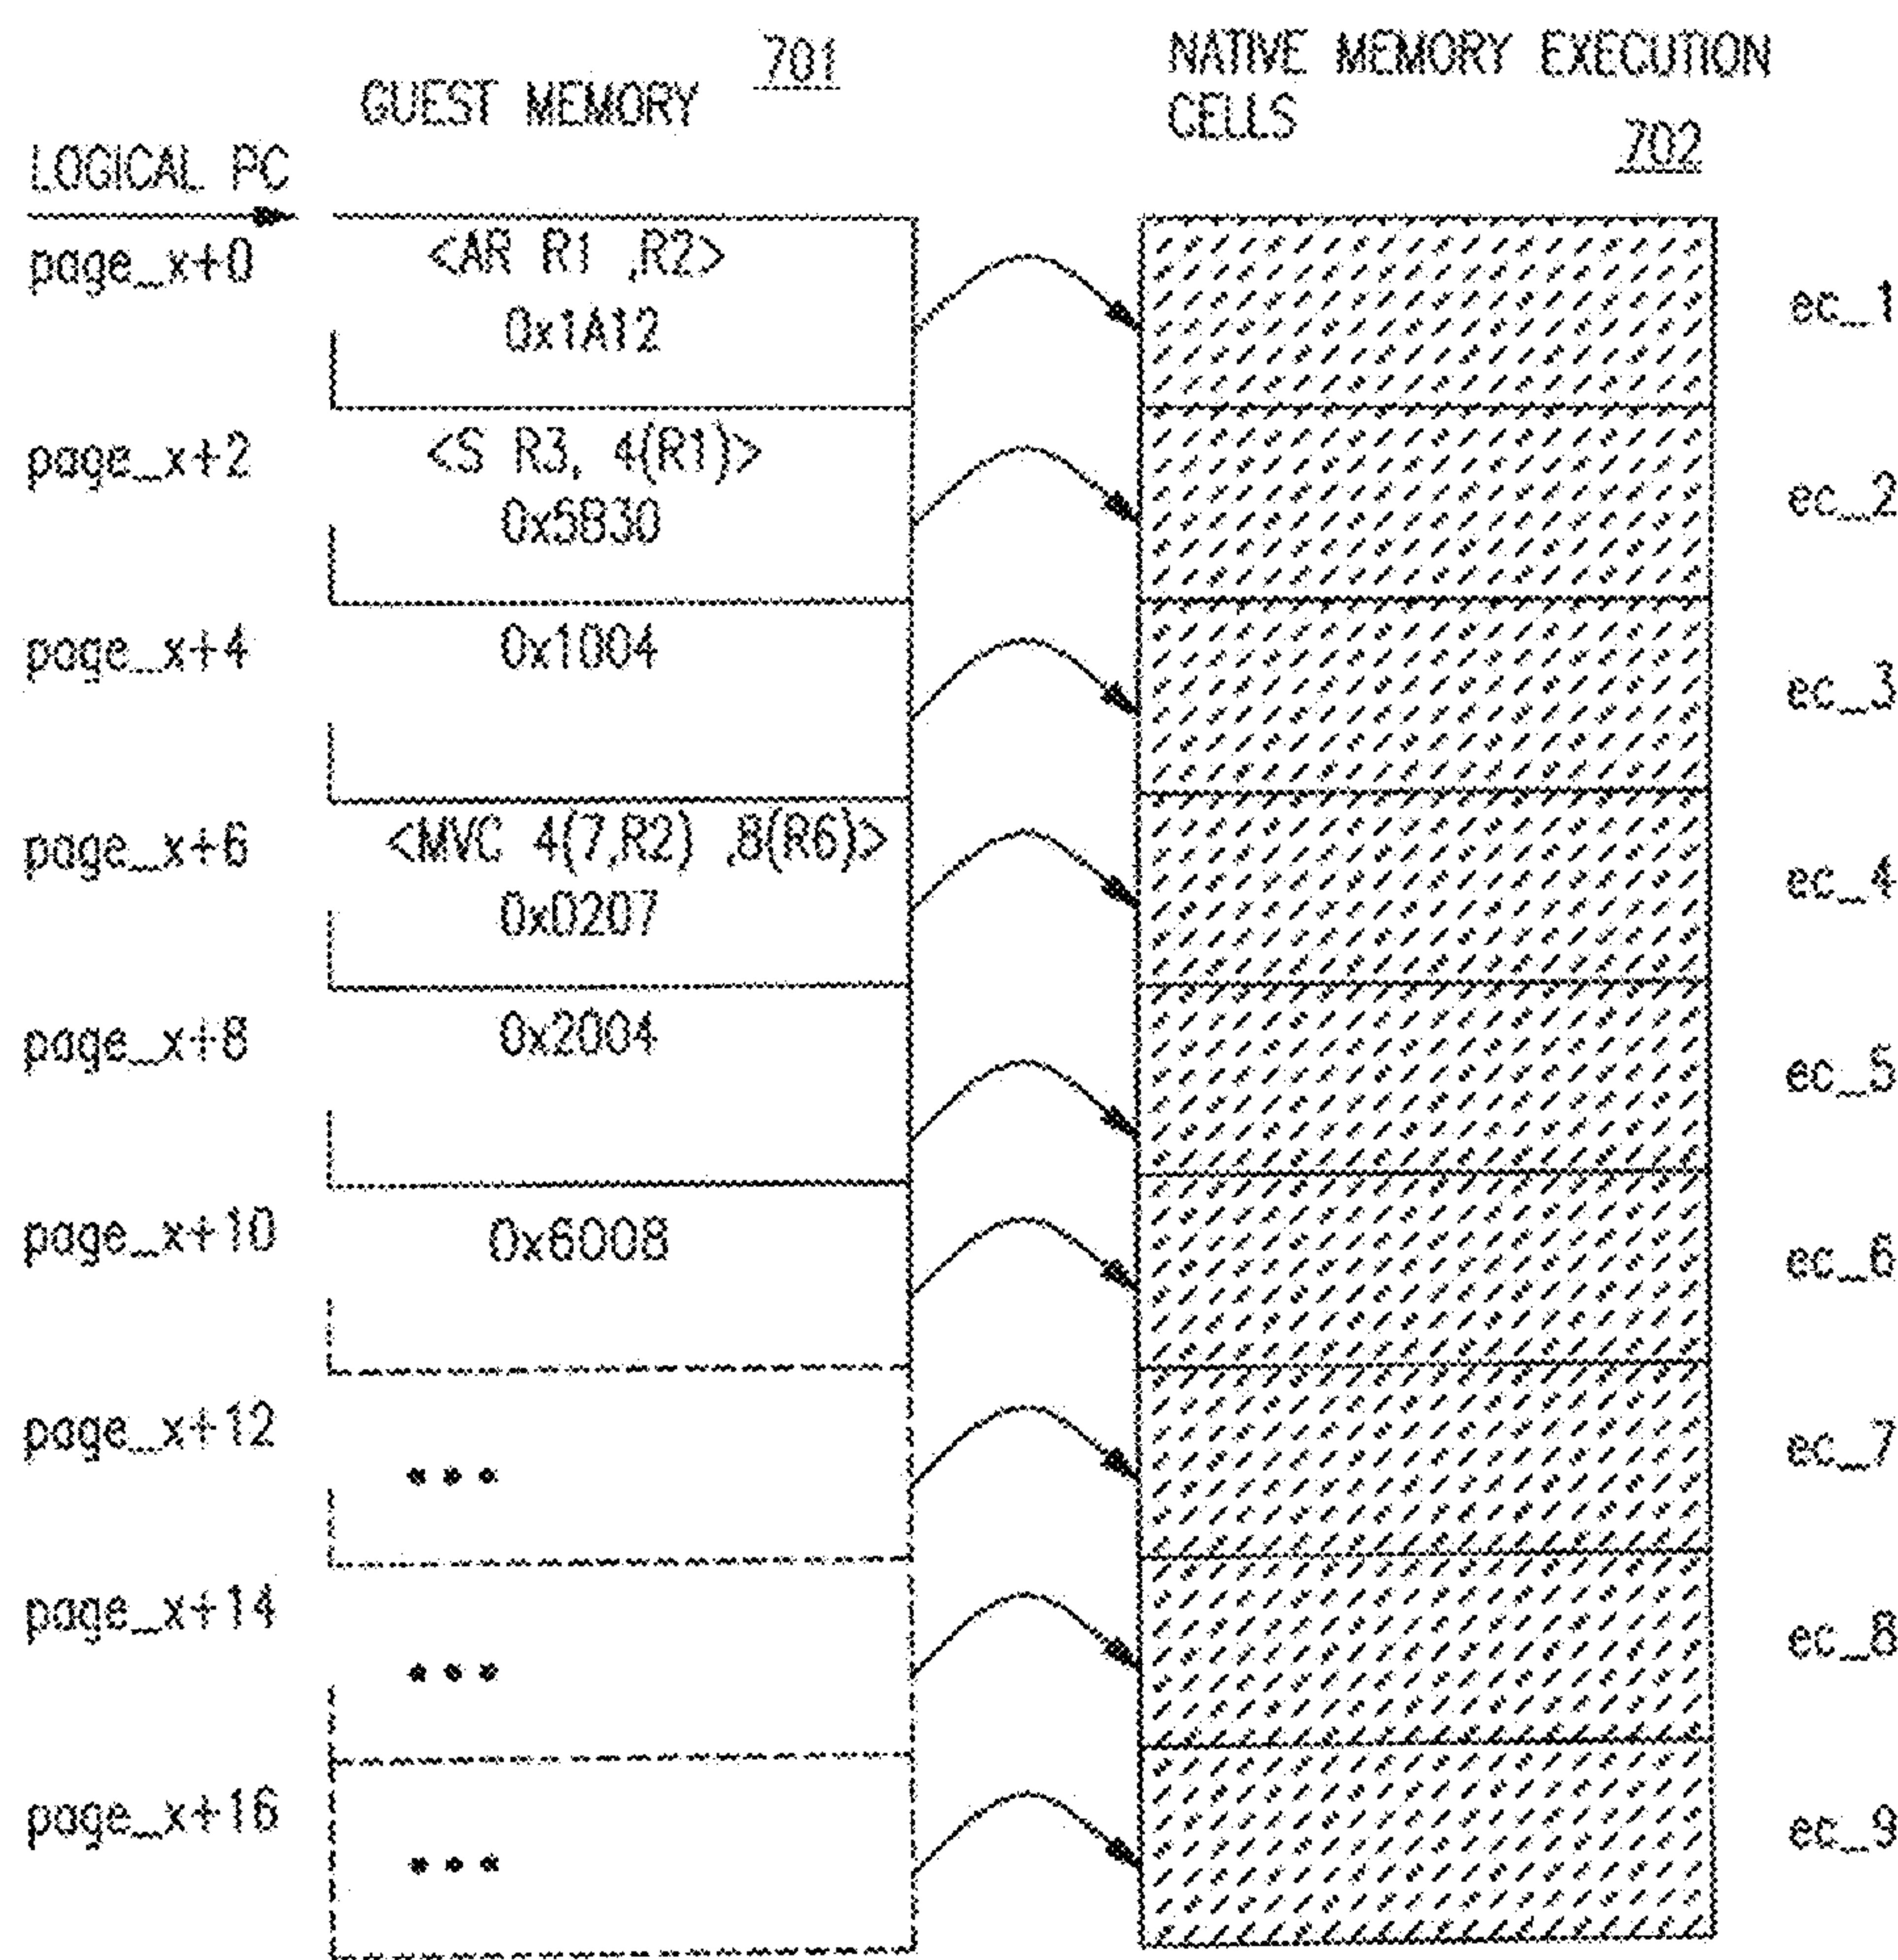 701
NATIVE MEMORY EXECUTION
GUEST MEMORY
CELLS
702
LOGICAL PC
page_x+0
<AR R1 ,R2>
0x1A12
ec_1
page_x+2
<S R3, 4(R1)>
0x5B30
ec_2
page_x+4
0x1004
ec_3
page_x+6
<MVC 4(7,R2) ,8(R6)>
0xD207
ec_4
page_x+8
0x2004
ec_5
page_x+10
0x6008
ec_6
page_x+12
•••
ec_7
page_x+14
•••
ec_8
page_x+16
•••
ec_9